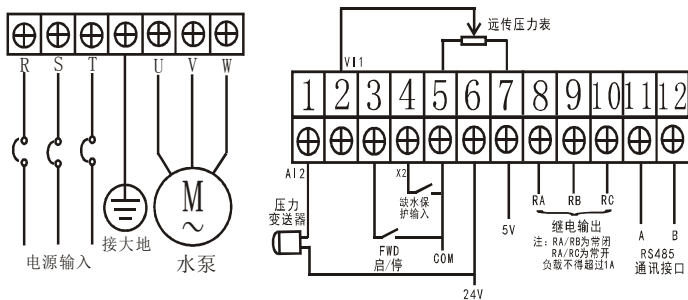 R S T U V W
M
~
电源输入
接大地
水泵
远传压力表
VI1
1 2 3 4 5 6 7 8 9 10 11 12
AI2
X2
压力
变送器
缺水保
护输入
FWD
启/停
COM
24V
5V
RA RB RC
继电输出
注: RA/RB为常闭
RA/RC为常开
负载不得超过1A
A B
RS485
通讯接口